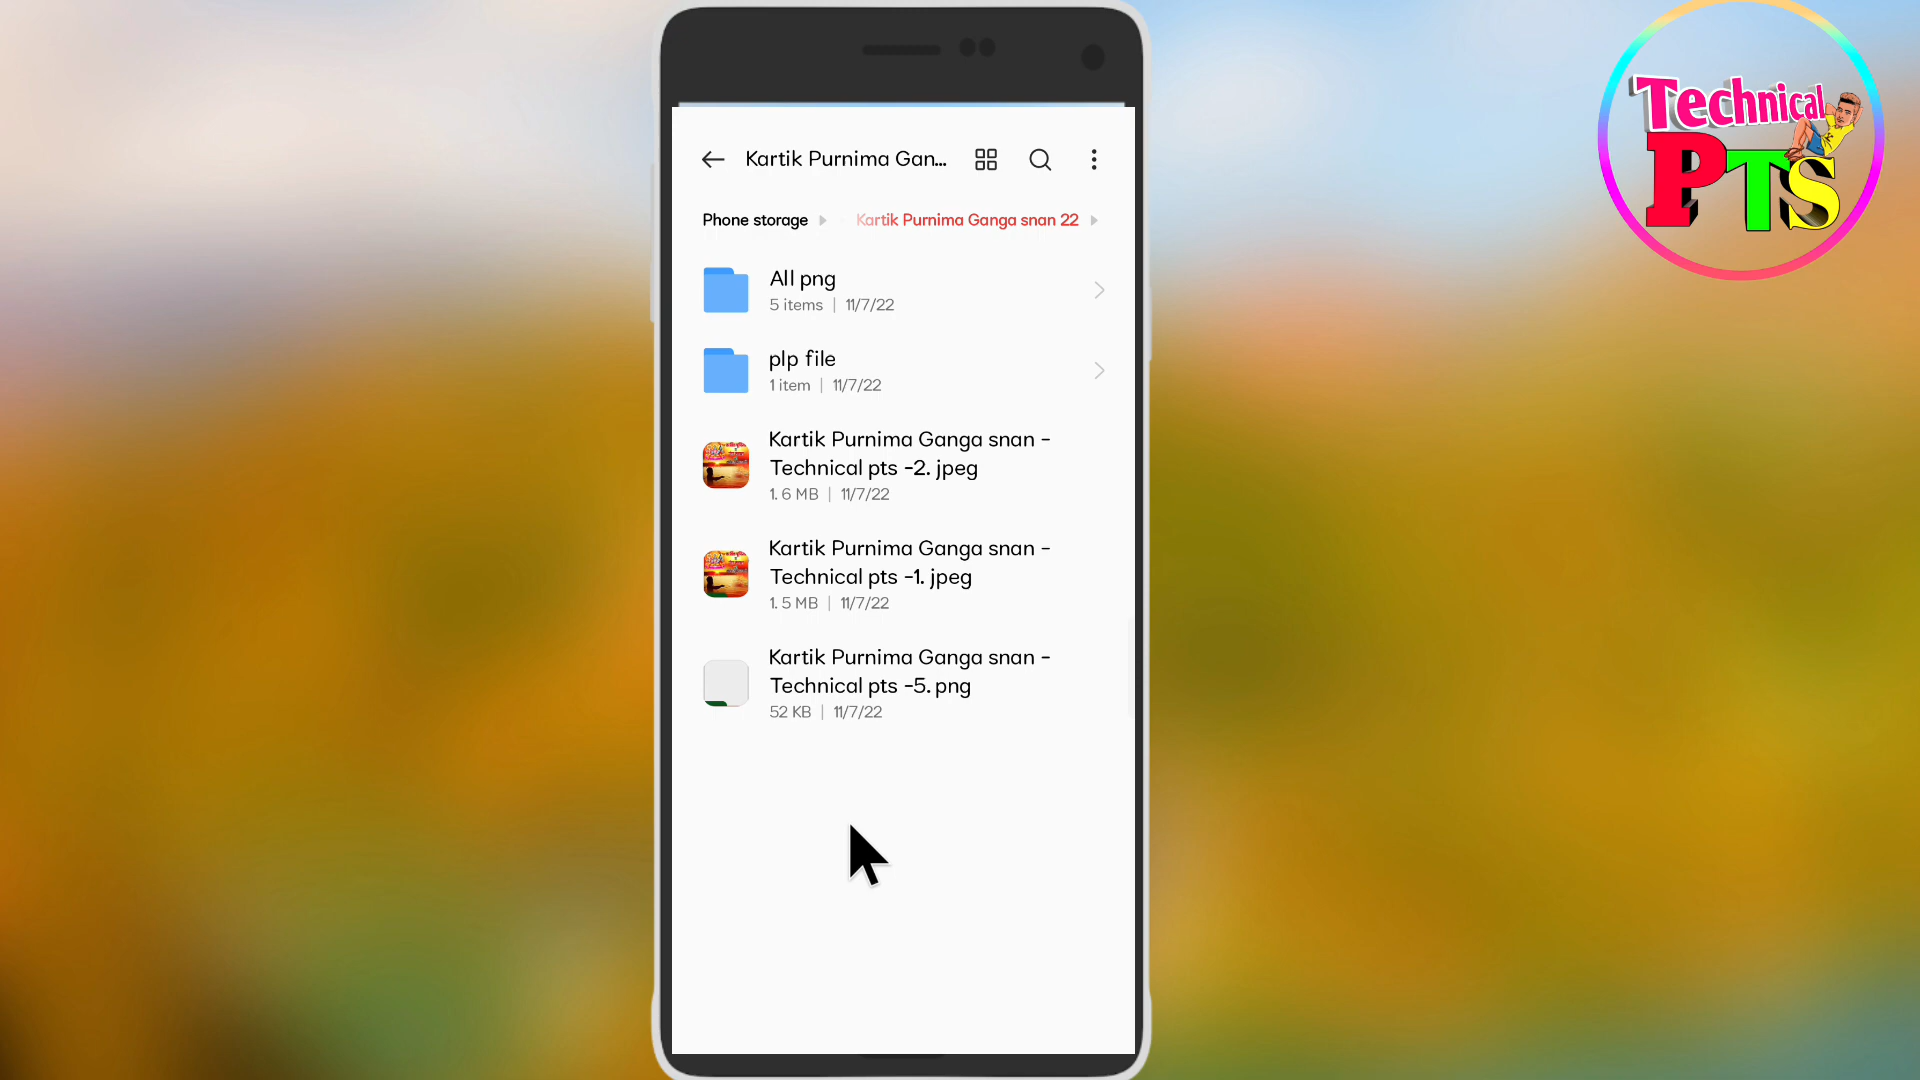 Technical
PTS
Kartik Purnima Gan...
Phone storage
Kartik Purnima Ganga snan 22
All png
5 items | 11/7/22
plp file
1 item | 11/7/22
Kartik Purnima Ganga snan -
Technical pts -2. jpeg
1. 6 MB | 11/7/22
Kartik Purnima Ganga snan -
Technical pts -1. jpeg
1. 5 MB | 11/7/22
Kartik Purnima Ganga snan -
Technical pts -5. png
52 KB | 11/7/22